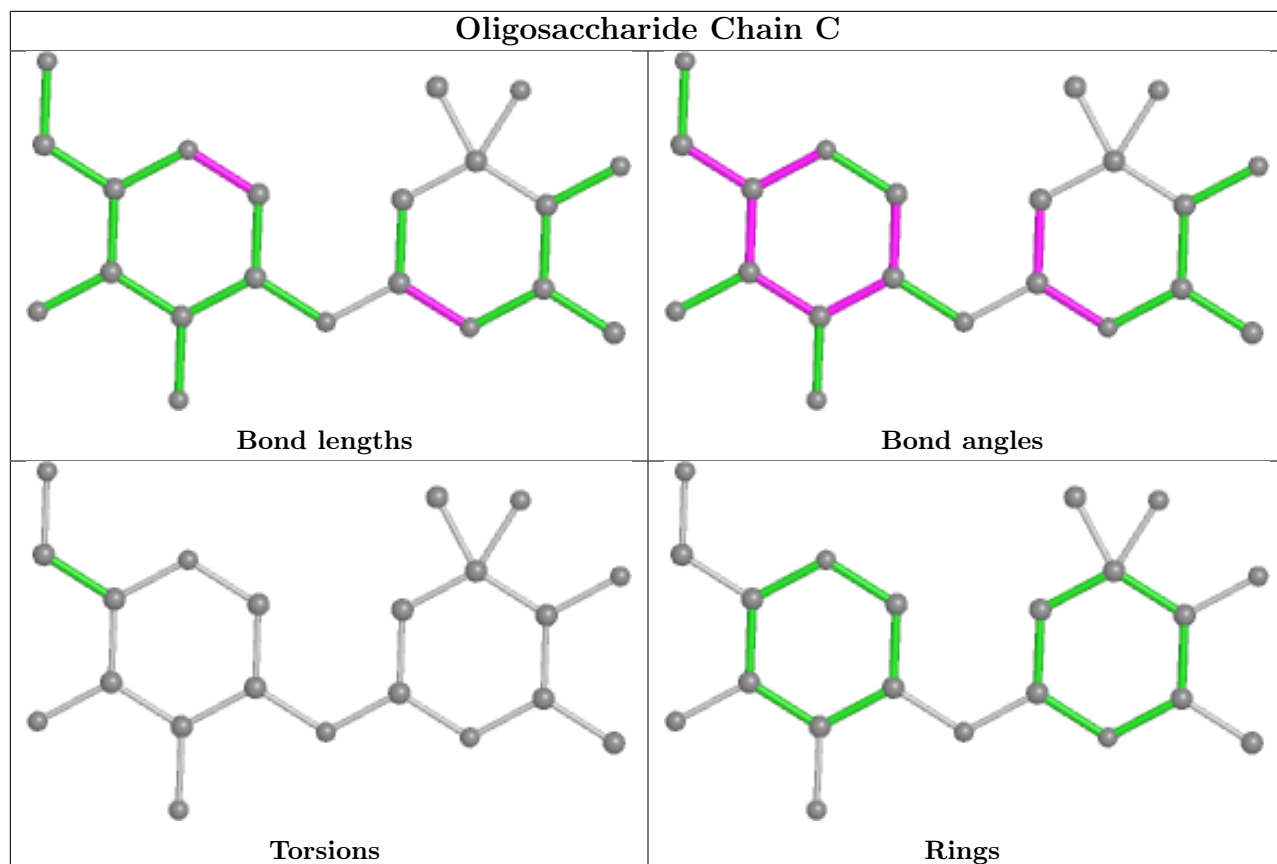 Oligosaccharide Chain C
Bond lengths
Bond angles
Torsions
Rings